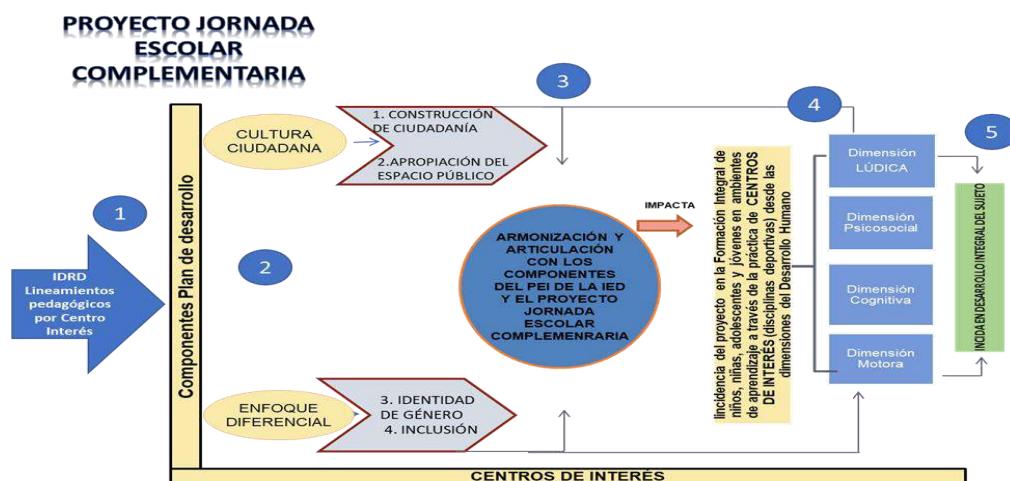 PROYECTO JORNADA
ESCOLAR
COMPLEMENTARIA
1
IDRD
Lineamientos
pedagógicos
por Centro
Interés
Componentes Plan de desarrollo
2
CULTURA
CIUDADANA
1. CONSTRUCCIÓN
DE CIUDADANÍA
2.APROPIACIÓN DEL
ESPACIO PÚBLICO
ENFOQUE
DIFERENCIAL
3. IDENTIDAD
DE GÉNERO
4. INCLUSIÓN
3
ARMONIZACIÓN Y
ARTICULACIÓN
CON LOS
COMPONENTES
DEL PEI DE LA IED
Y EL PROYECTO
JORNADA
ESCOLAR
COMPLEMENRARIA
IMPACTA
Iincidencia del proyecto en la Formación Integral de
niños, niñas, adolescentes y jóvenes en ambientes
de aprendizaje a través de la práctica de CENTROS
DE INTERÉS (disciplinas deportivas) desde las
dimensiones del Desarrollo Humano
4
Dimensión
LÚDICA
Dimensión
Psicosocial
Dimensión
Cognitiva
Dimensión
Motora
5
INCIDA EN DESARROLLO INTEGRAL DEL SUJETO
CENTROS DE INTERÉS